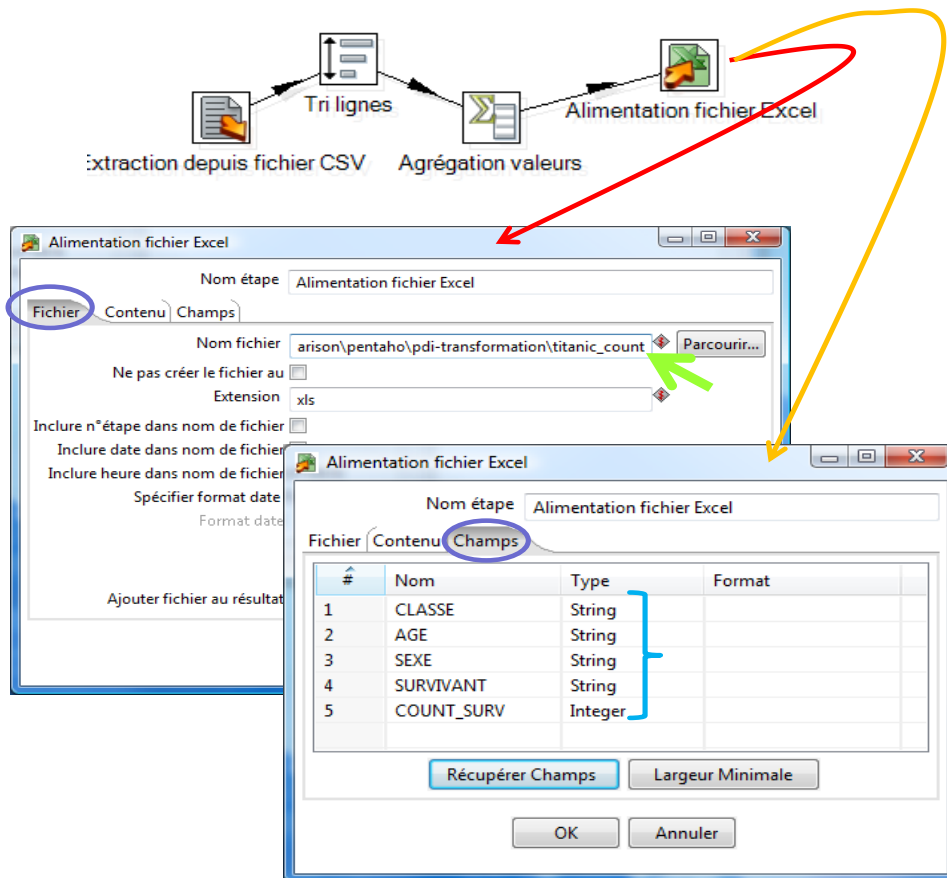 Tri lignes
Alimentation fichier Excel
Extraction depuis fichier CSV
Agrégation valeurs
Alimentation fichier Excel
Nom étape Alimentation fichier Excel
Fichier Contenu Champs
Nom fichier arison\pentaho\pdi-transformation\titanic_count Parcourir...
Ne pas créer le fichier au
Extension xls
Inclure n°étape dans nom de fichier
Inclure date dans nom de fichier
Inclure heure dans nom de fichier
Spécifier format date
Format date
Ajouter fichier au résultat
Alimentation fichier Excel
Nom étape Alimentation fichier Excel
Fichier Contenu Champs
# Nom Type Format
1 CLASSE String
2 AGE String
3 SEXE String
4 SURVIVANT String
5 COUNT_SURV Integer
Récupérer Champs Largeur Minimale
OK Annuler